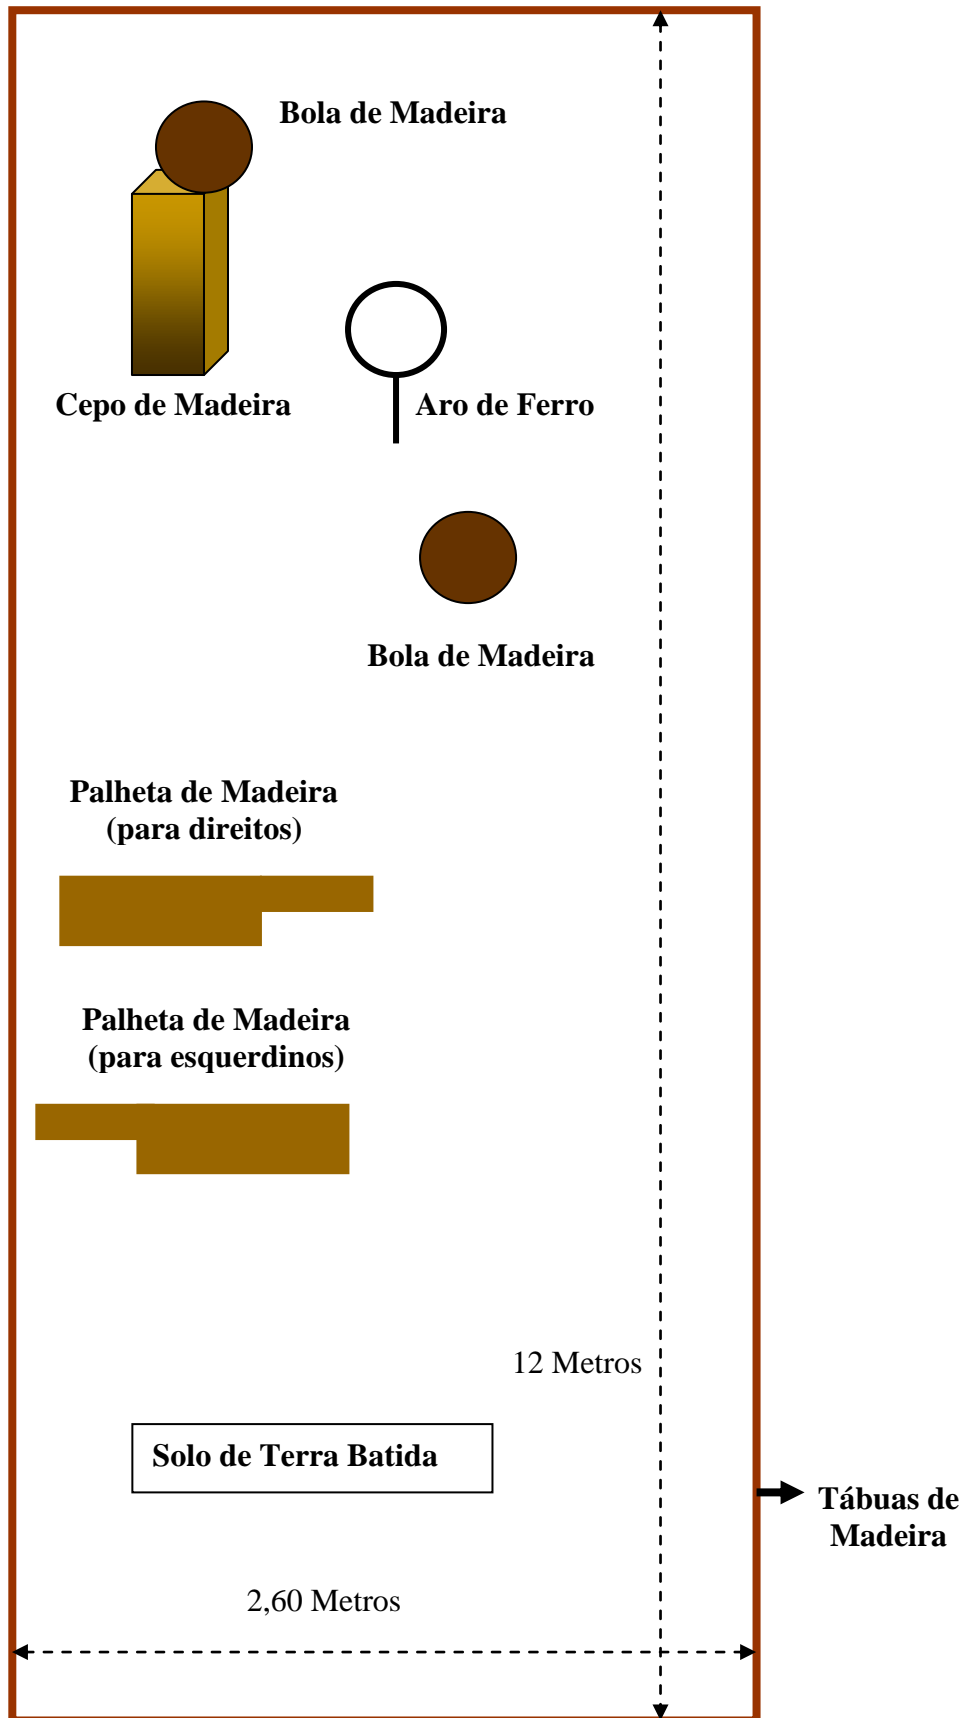 Bola de Madeira
Cepo de Madeira
Aro de Ferro
Bola de Madeira
Palheta de Madeira
(para direitos)
Palheta de Madeira
(para esquerdinos)
12 Metros
Solo de Terra Batida
Tábuas de
Madeira
2,60 Metros